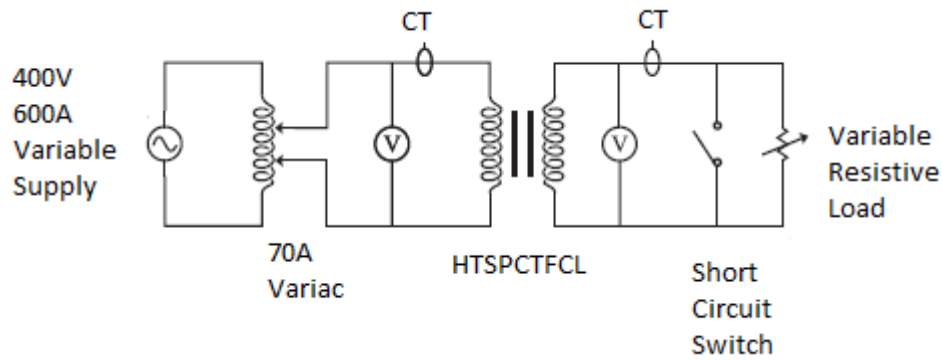 CT
CT
400V
600A
Variable
Supply
V
V
Variable
Resistive
Load
70A
Variac
HTSPCTFCL
Short
Circuit
Switch